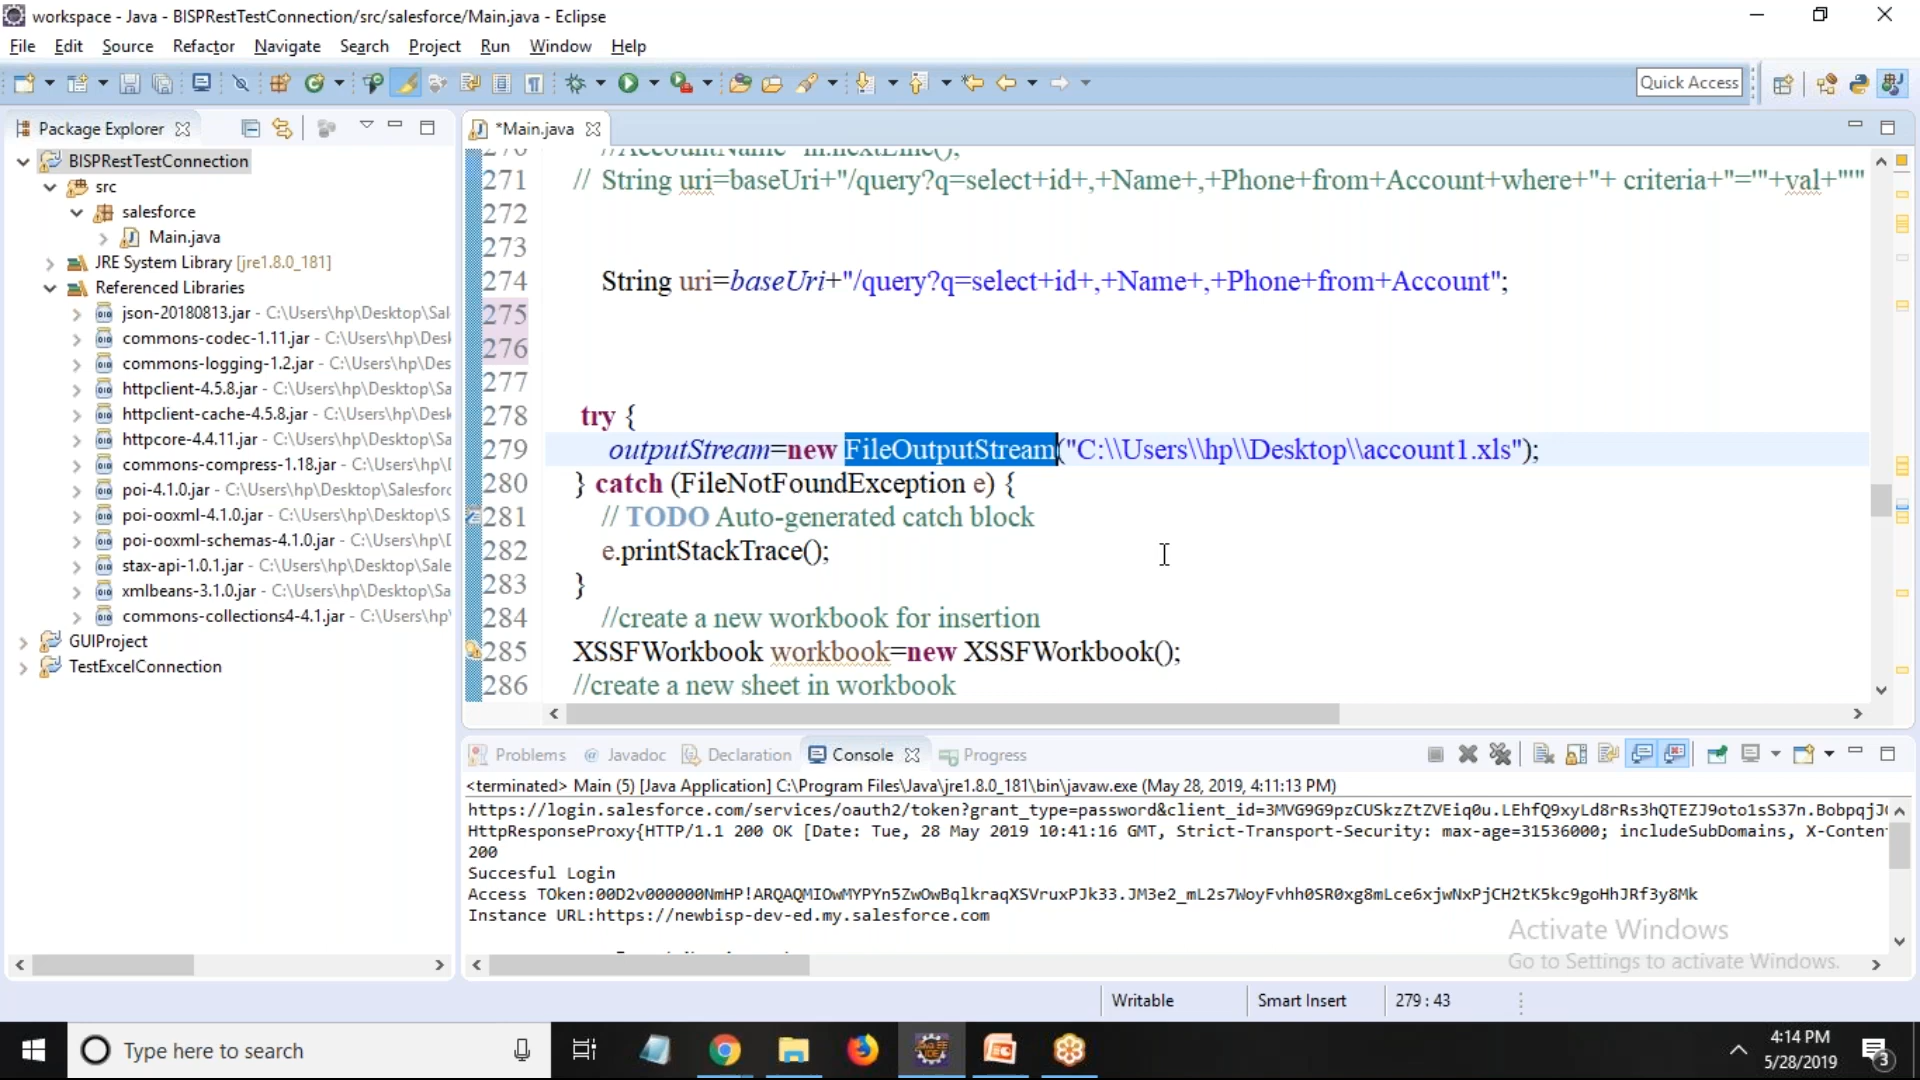 workspace - Java - BISPRestTestConnection/src/salesforce/Main.java - Eclipse
File Edit Source Refactor Navigate Search Project Run Window Help
Quick Access
Package Explorer
*Main.java
BISPRestTestConnection
src
salesforce
Main.java
JRE System Library [jre1.8.0_181]
Referenced Libraries
json-20180813.jar - C:\Users\hp\Desktop\Sal
commons-codec-1.11.jar - C:\Users\hp\Desl
commons-logging-1.2.jar - C:\Users\hp\Des
httpclient-4.5.8.jar - C:\Users\hp\Desktop\Sa
httpclient-cache-4.5.8.jar - C:\Users\hp\Desk
httpcore-4.4.11.jar - C:\Users\hp\Desktop\Sa
commons-compress-1.18.jar - C:\Users\hp\D
poi-4.1.0.jar - C:\Users\hp\Desktop\Salesforc
poi-ooxml-4.1.0.jar - C:\Users\hp\Desktop\S
poi-ooxml-schemas-4.1.0.jar - C:\Users\hp\D
stax-api-1.0.1.jar - C:\Users\hp\Desktop\Sale
xmlbeans-3.1.0.jar - C:\Users\hp\Desktop\Sa
commons-collections4-4.1.jar - C:\Users\hp\
GUIProject
TestExcelConnection
271 // String uri=baseUri+"/query?q=select+id+,+Name+,+Phone+from+Account+where+"+ criteria+"='"+val+"'"
272
273
274 String uri=baseUri+"/query?q=select+id+,+Name+,+Phone+from+Account";
275
276
277
278 try {
279 outputStream=new FileOutputStream("C:\\Users\\hp\\Desktop\\account1.xls");
280 } catch (FileNotFoundException e) {
281 // TODO Auto-generated catch block
282 e.printStackTrace();
283 }
284 //create a new workbook for insertion
285 XSSFWorkbook workbook=new XSSFWorkbook();
286 //create a new sheet in workbook
Problems @ Javadoc Declaration Console Progress
<terminated> Main (5) [Java Application] C:\Program Files\Java\jre1.8.0_181\bin\javaw.exe (May 28, 2019, 4:11:13 PM)
https://login.salesforce.com/services/oauth2/token?grant_type=password&client_id=3MVG9G9pzCUSkzZtZVEiq0u.LEhfQ9xyLd8rRs3hQTEZJ9oto1sS37n.BobpqjJ
HttpResponseProxy{HTTP/1.1 200 OK [Date: Tue, 28 May 2019 10:41:16 GMT, Strict-Transport-Security: max-age=31536000; includeSubDomains, X-Conten
200
Succesful Login
Access TOken:00D2v000000NmHP!ARQAQMIOwMYPYn5ZwOwBqlkraqXSVruxPJk33.JM3e2_mL2s7WoyFvhh0SR0xg8mLce6xjwNxPjCH2tK5kc9goHhJRf3y8Mk
Instance URL:https://newbisp-dev-ed.my.salesforce.com
Activate Windows
Go to Settings to activate Windows.
Writable Smart Insert 279 : 43
Type here to search
4:14 PM
5/28/2019
3